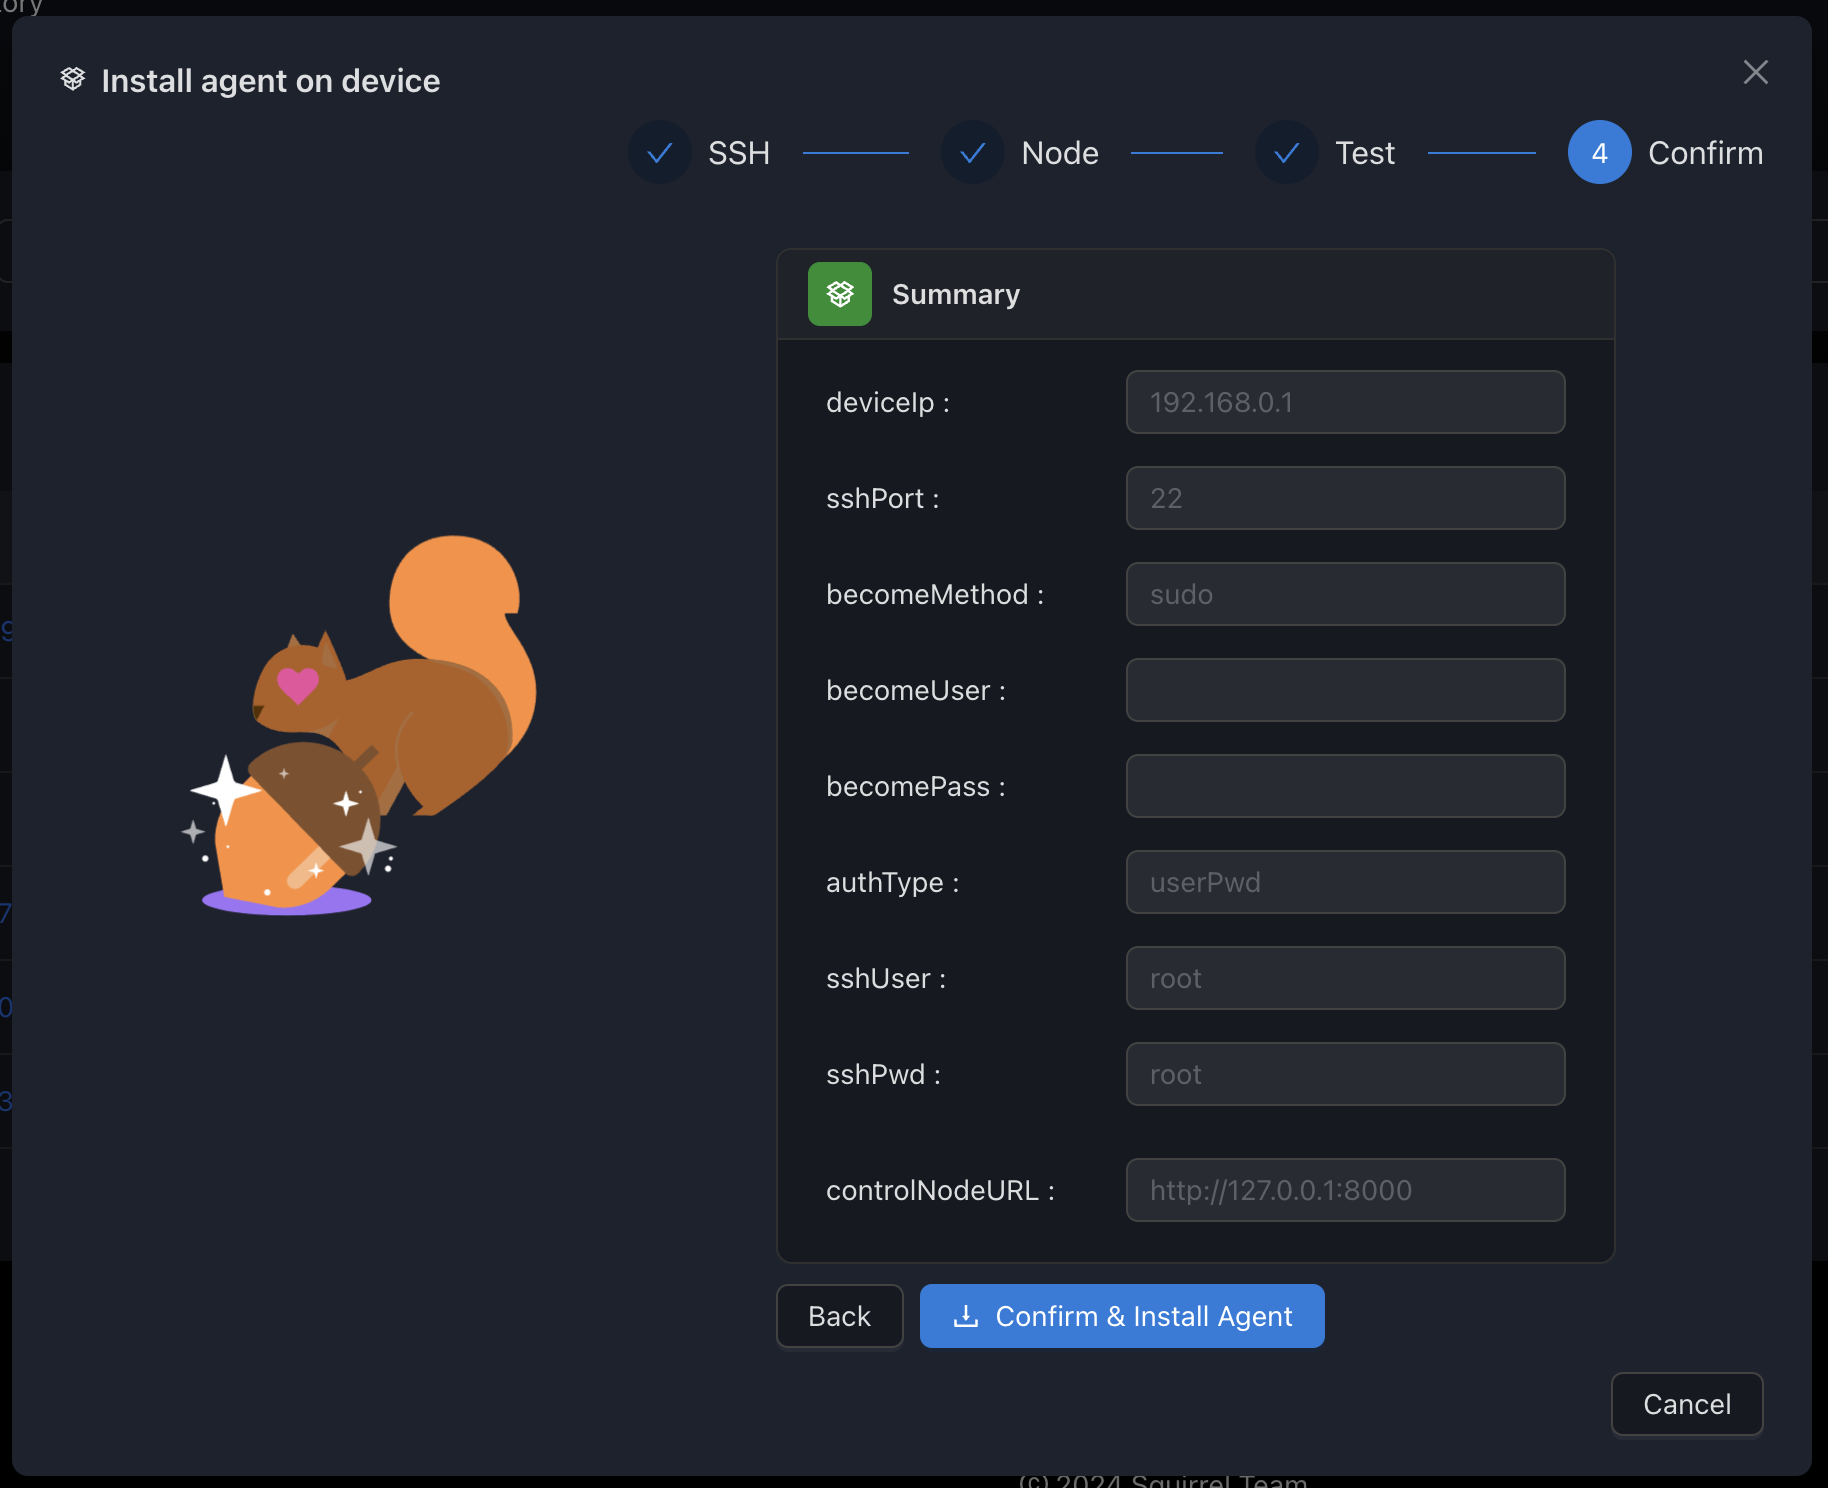 Install agent on device
SSH
Node
Test
4 Confirm
Summary
deviceIp : 192.168.0.1
sshPort : 22
becomeMethod : sudo
becomeUser :
becomePass :
authType : userPwd
sshUser : root
sshPwd : root
controlNodeURL : http://127.0.0.1:8000
Back
Confirm & Install Agent
Cancel
(c) 2024 Squirrel Team